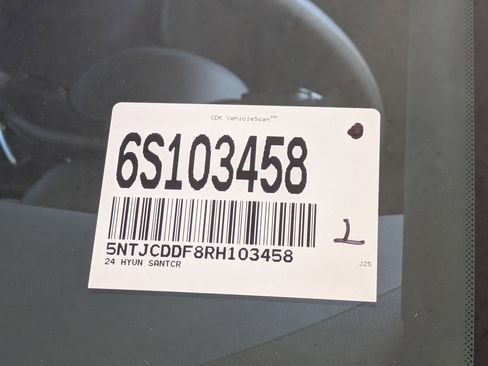 CDK VehicleScan™
6S103458
5NTJCDDF8RH103458
24 HYUN SANTCR
J25